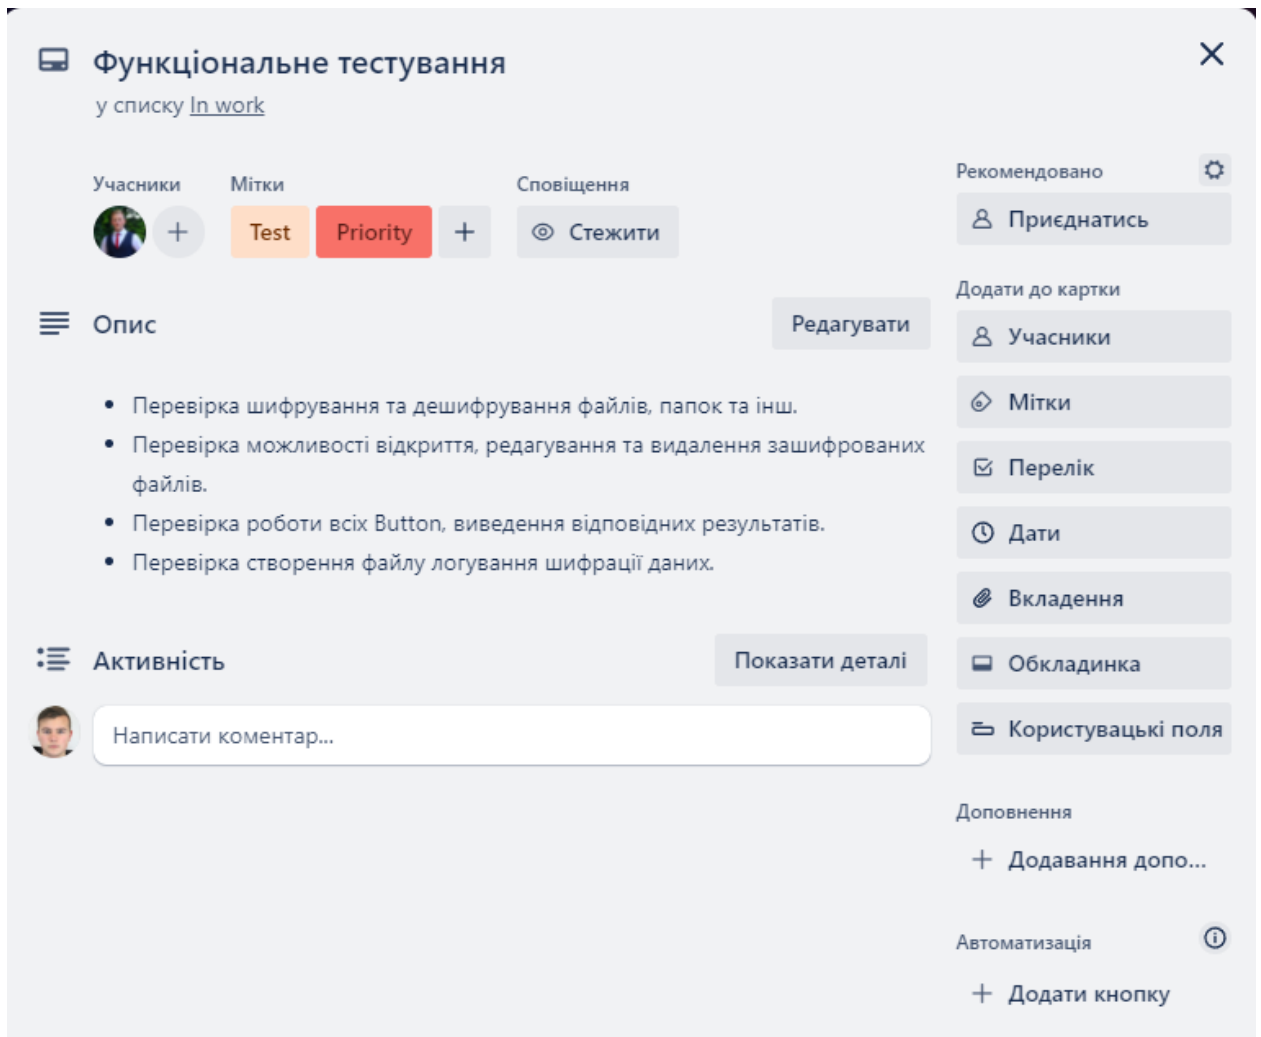 Функціональне тестування
у списку In work
Учасники
Мітки
Сповіщення
Test
Priority
Стежити
Опис
Редагувати
Перевірка шифрування та дешифрування файлів, папок та інш.
Перевірка можливості відкриття, редагування та видалення зашифрованих
файлів.
Перевірка роботи всіх Button, виведення відповідних результатів.
Перевірка створення файлу логування шифрації даних.
Активність
Показати деталі
Написати коментар...
Рекомендовано
Приєднатись
Додати до картки
Учасники
Мітки
Перелік
Дати
Вкладення
Обкладинка
Користувацькі поля
Доповнення
Додавання допо...
Автоматизація
Додати кнопку